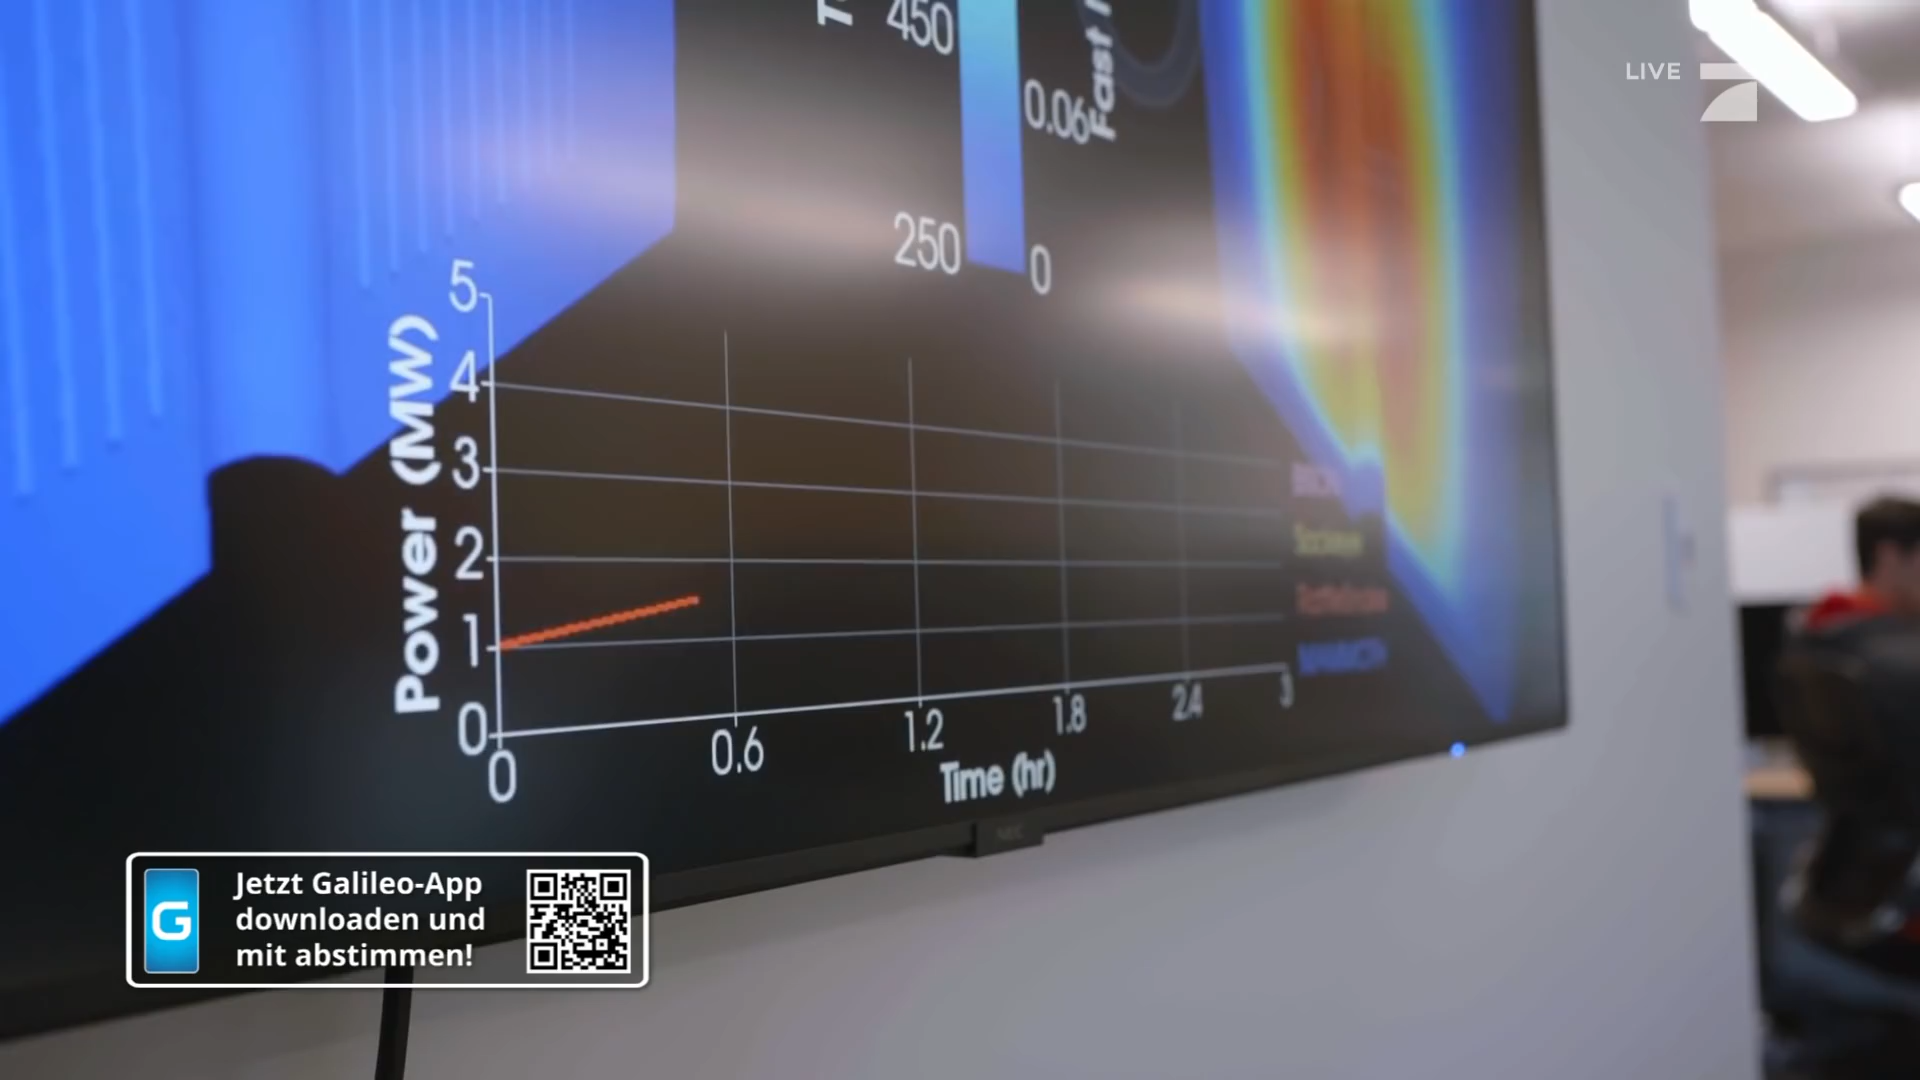 LIVE
450
0.06
Fast
250
0
Power (MW)
5
4
3
2
1
0
0
0.6
1.2
1.8
2.4
3
Time (hr)
NEC
G
Jetzt Galileo-App
downloaden und
mit abstimmen!